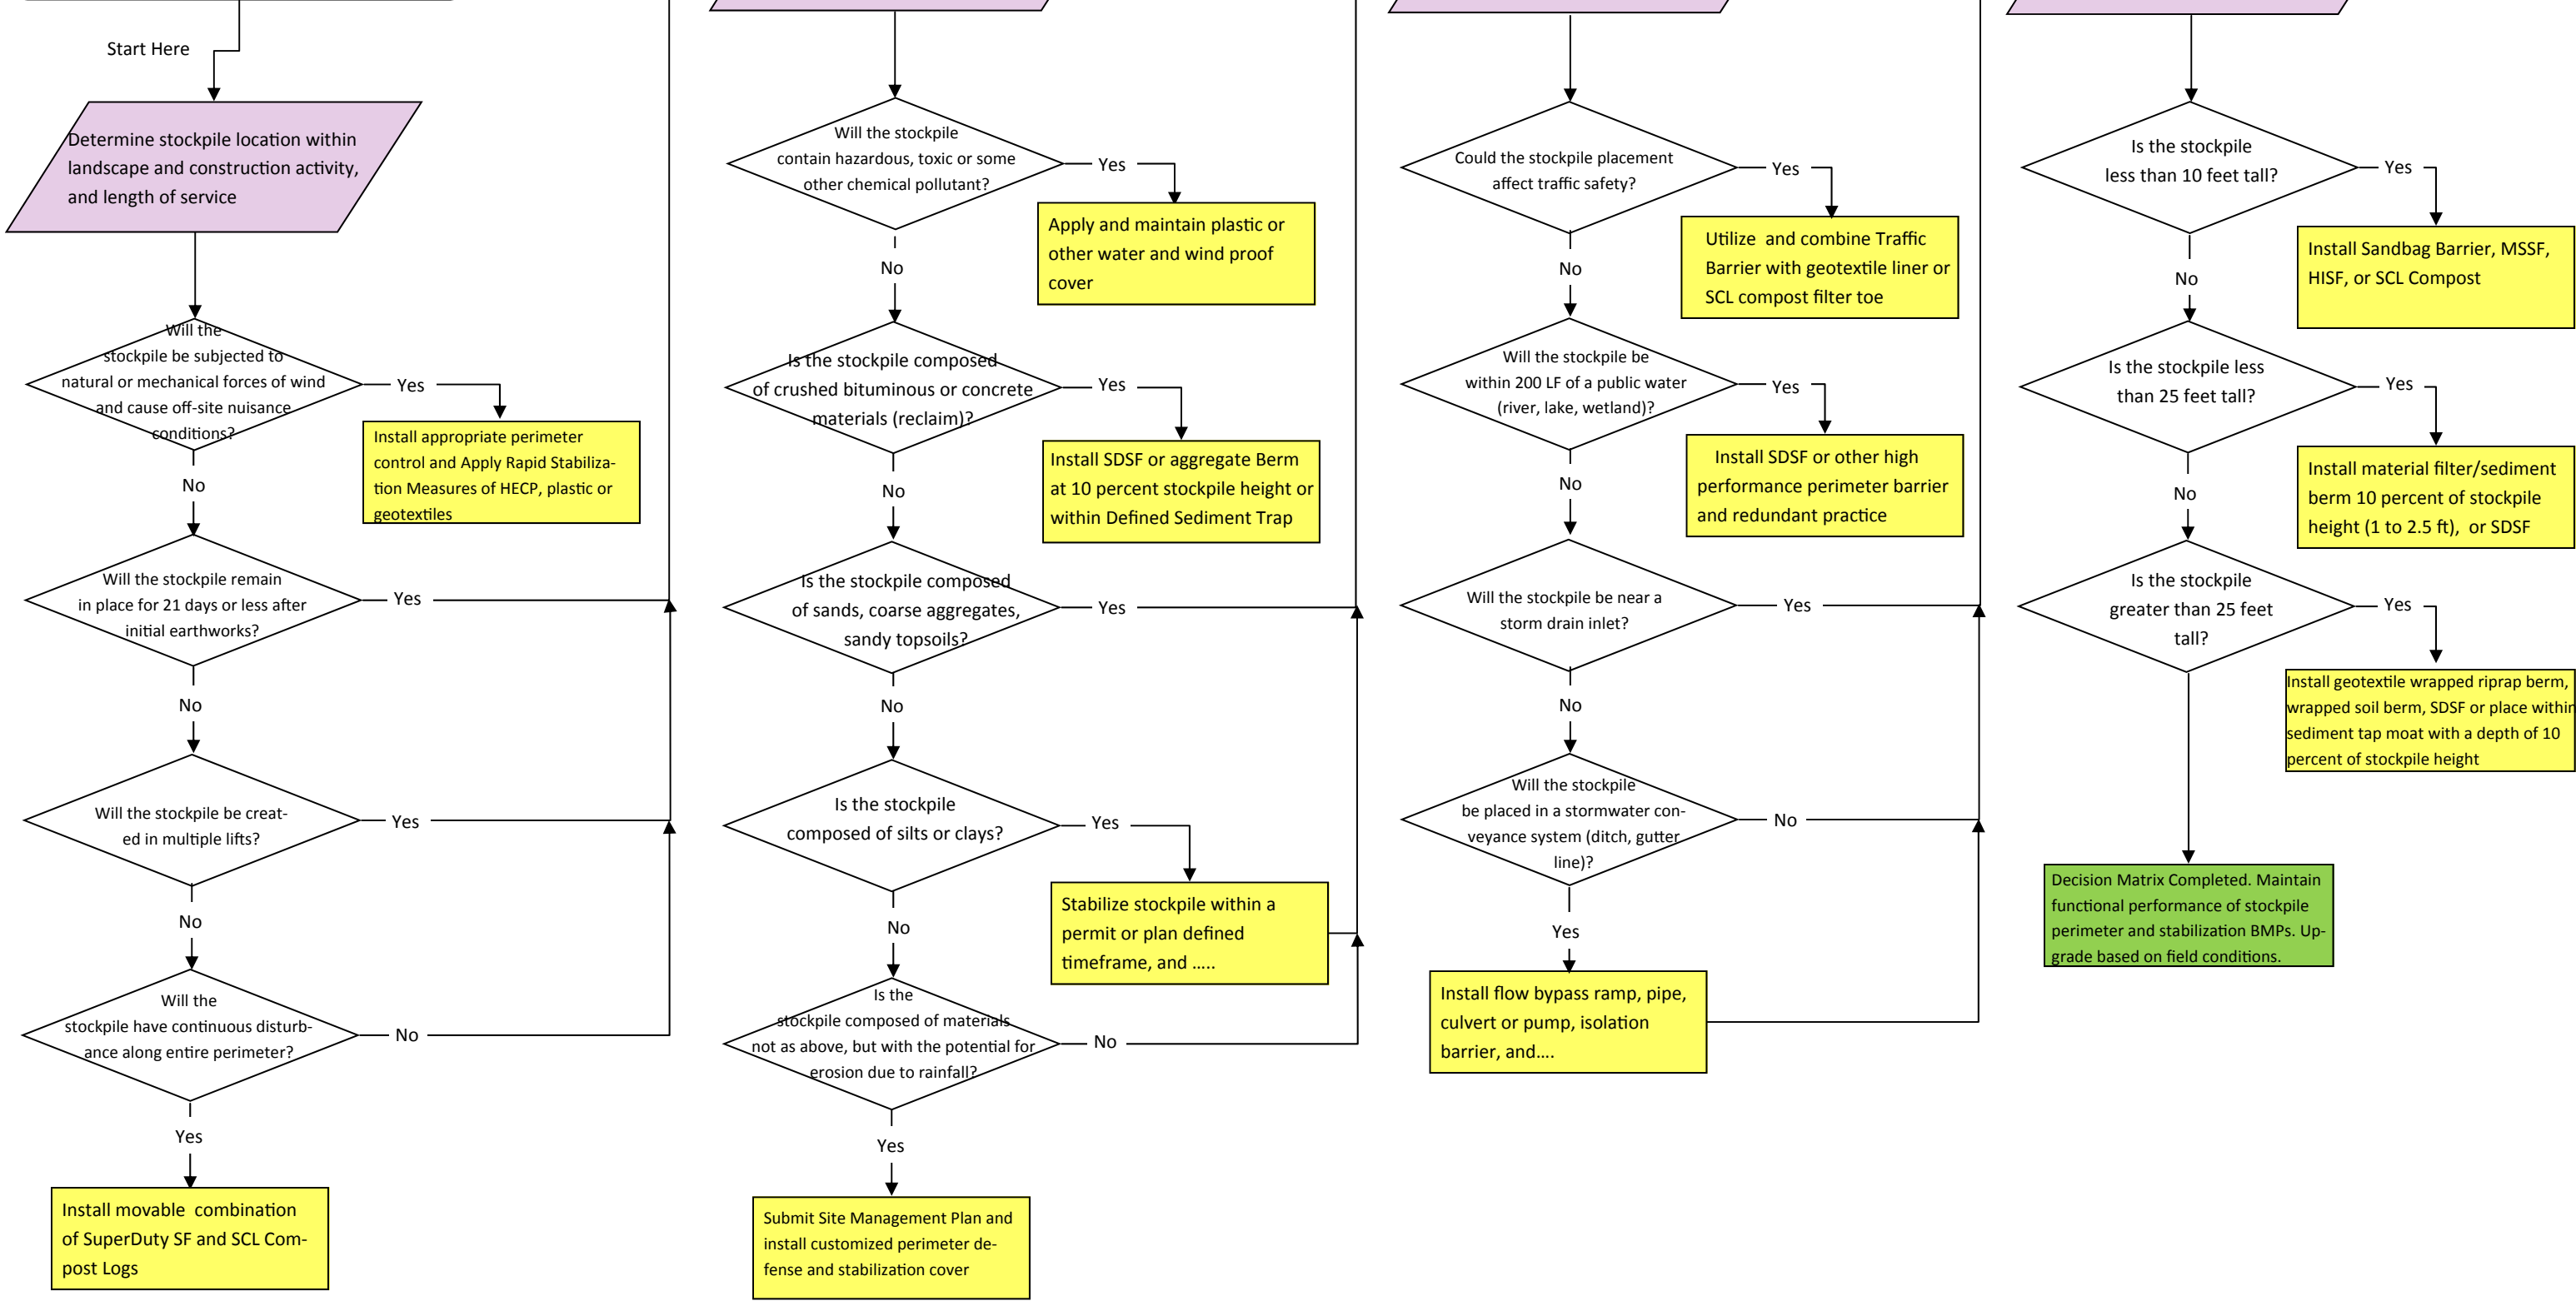 Start Here
Determine stockpile location within
landscape and construction activity,
and length of service
Will the
stockpile be subjected to
natural or mechanical forces of wind
and cause off-site nuisance
conditions?
Yes
Install appropriate perimeter
control and Apply Rapid Stabiliza-
tion Measures of HECP, plastic or
geotextiles
No
Will the stockpile remain
in place for 21 days or less after
initial earthworks?
Yes
No
Will the stockpile be creat-
ed in multiple lifts?
Yes
No
Will the
stockpile have continuous disturb-
ance along entire perimeter?
No
Yes
Install movable  combination
of SuperDuty SF and SCL Com-
post Logs
Will the stockpile
contain hazardous, toxic or some
other chemical pollutant?
Yes
Apply and maintain plastic or
other water and wind proof
cover
No
Is the stockpile composed
of crushed bituminous or concrete
materials (reclaim)?
Yes
Install SDSF or aggregate Berm
at 10 percent stockpile height or
within Defined Sediment Trap
No
Is the stockpile composed
of sands, coarse aggregates,
sandy topsoils?
Yes
No
Is the stockpile
composed of silts or clays?
Yes
Stabilize stockpile within a
permit or plan defined
timeframe, and …..
No
Is the
stockpile composed of materials
not as above, but with the potential for
erosion due to rainfall?
No
Yes
Submit Site Management Plan and
install customized perimeter de-
fense and stabilization cover
Could the stockpile placement
affect traffic safety?
Yes
Utilize  and combine Traffic
Barrier with geotextile liner or
SCL compost filter toe
No
Will the stockpile be
within 200 LF of a public water
(river, lake, wetland)?
Yes
Install SDSF or other high
performance perimeter barrier
and redundant practice
No
Will the stockpile be near a
storm drain inlet?
Yes
No
Will the stockpile
be placed in a stormwater con-
veyance system (ditch, gutter
line)?
No
Yes
Install flow bypass ramp, pipe,
culvert or pump, isolation
barrier, and….
Is the stockpile
less than 10 feet tall?
Yes
Install Sandbag Barrier, MSSF,
HISF, or SCL Compost
No
Is the stockpile less
than 25 feet tall?
Yes
Install material filter/sediment
berm 10 percent of stockpile
height (1 to 2.5 ft),  or SDSF
No
Is the stockpile
greater than 25 feet
tall?
Yes
Install geotextile wrapped riprap berm,
wrapped soil berm, SDSF or place within
sediment tap moat with a depth of 10
percent of stockpile height
Decision Matrix Completed. Maintain
functional performance of stockpile
perimeter and stabilization BMPs. Up-
grade based on field conditions.